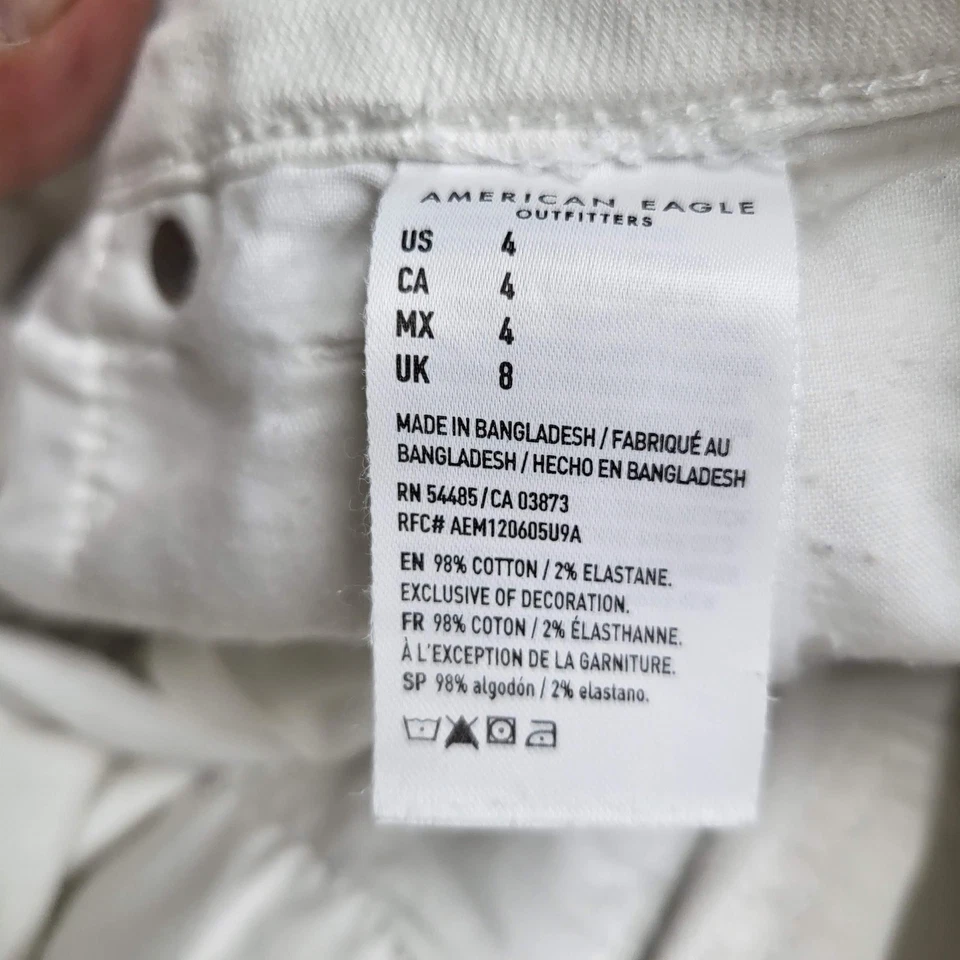 AMERICAN EAGLE
OUTFITTERS
US 4
CA 4
MX 4
UK 8
MADE IN BANGLADESH / FABRIQUÉ AU
BANGLADESH / HECHO EN BANGLADESH
RN 54485 / CA 03873
RFC# AEM120605U9A
EN 98% COTTON / 2% ELASTANE.
EXCLUSIVE OF DECORATION.
FR 98% COTON / 2% ÉLASTHANNE.
À L'EXCEPTION DE LA GARNITURE.
SP 98% algodón / 2% elastano.